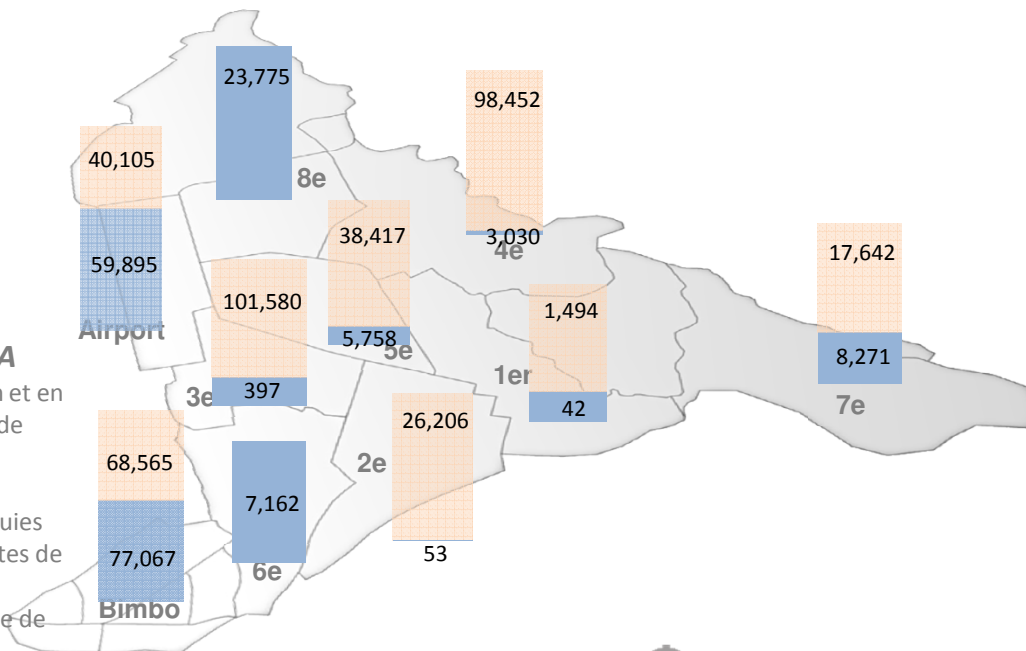 23,775
98,452
40,105
8e
38,417
3,030
4e
17,642
59,895
101,580
1,494
Airport
5,758
5e
8,271
A
1er
n et en
3e
397
42
7e
de
26,206
68,565
2e
7,162
uies
77,067
53
tes de
6e
Bimbo
e de